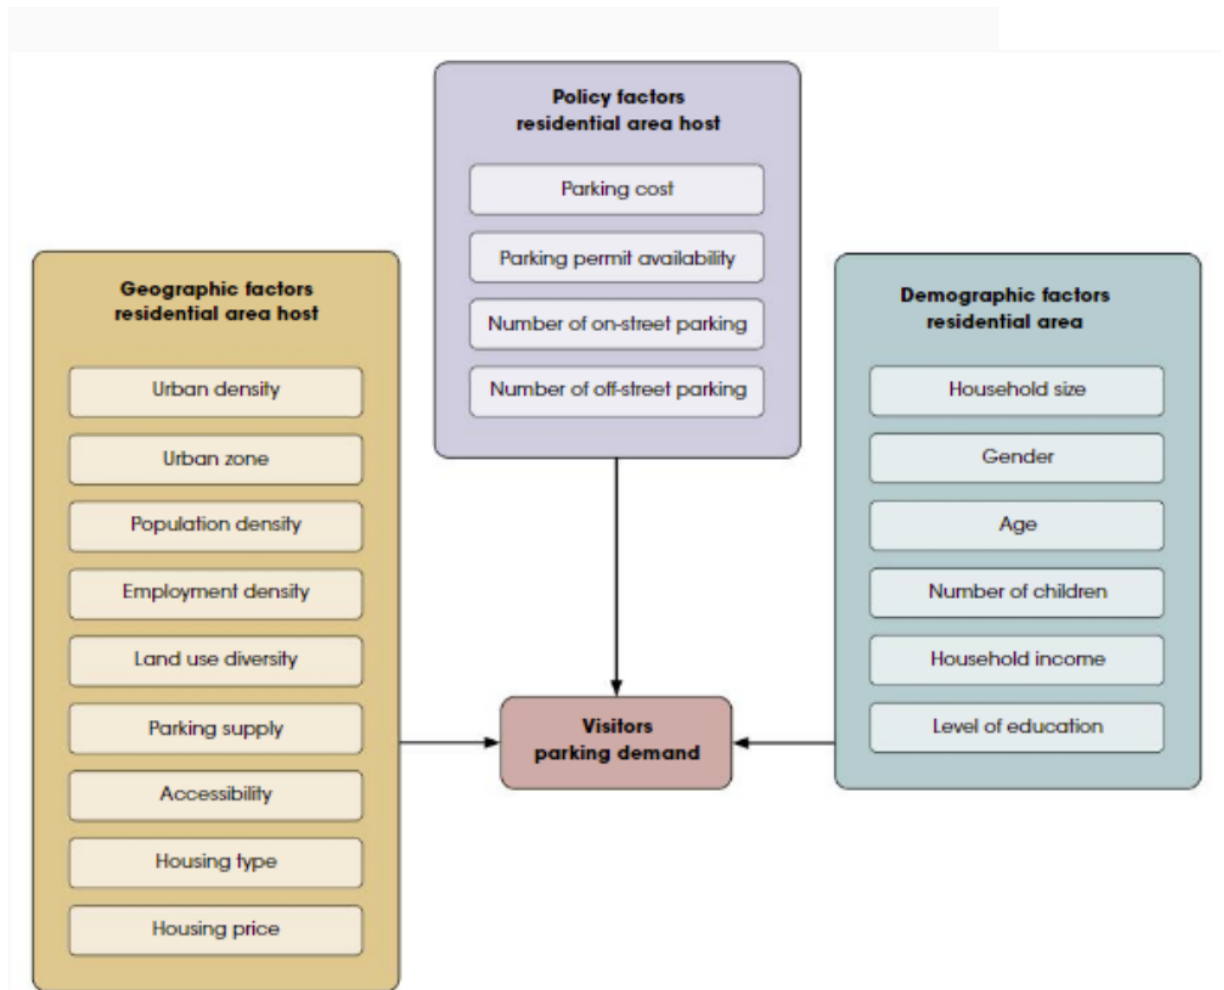 Policy factors
residential area host
Parking cost
Parking permit availability
Number of on-street parking
Number of off-street parking
Geographic factors
residential area host
Urban density
Urban zone
Population density
Employment density
Land use diversity
Parking supply
Accessibility
Housing type
Housing price
Demographic factors
residential area
Household size
Gender
Age
Number of children
Household income
Level of education
Visitors
parking demand